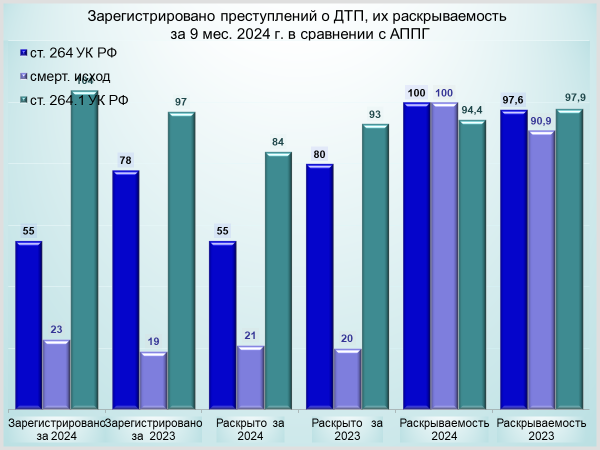 Зарегистрировано преступлений о ДТП, их раскрываемость
за 9 мес. 2024 г. в сравнении с АППГ
ст. 264 УК РФ
смерт. исход
ст. 264.1 УК РФ
55 23 104
78 19 97
55 21 84
80 20 93
100 100 94,4
97,6 90,9 97,9
Зарегистрировано
за 2024
Зарегистрировано
за 2023
Раскрыто за
2024
Раскрыто за
2023
Раскрываемость
2024
Раскрываемость
2023